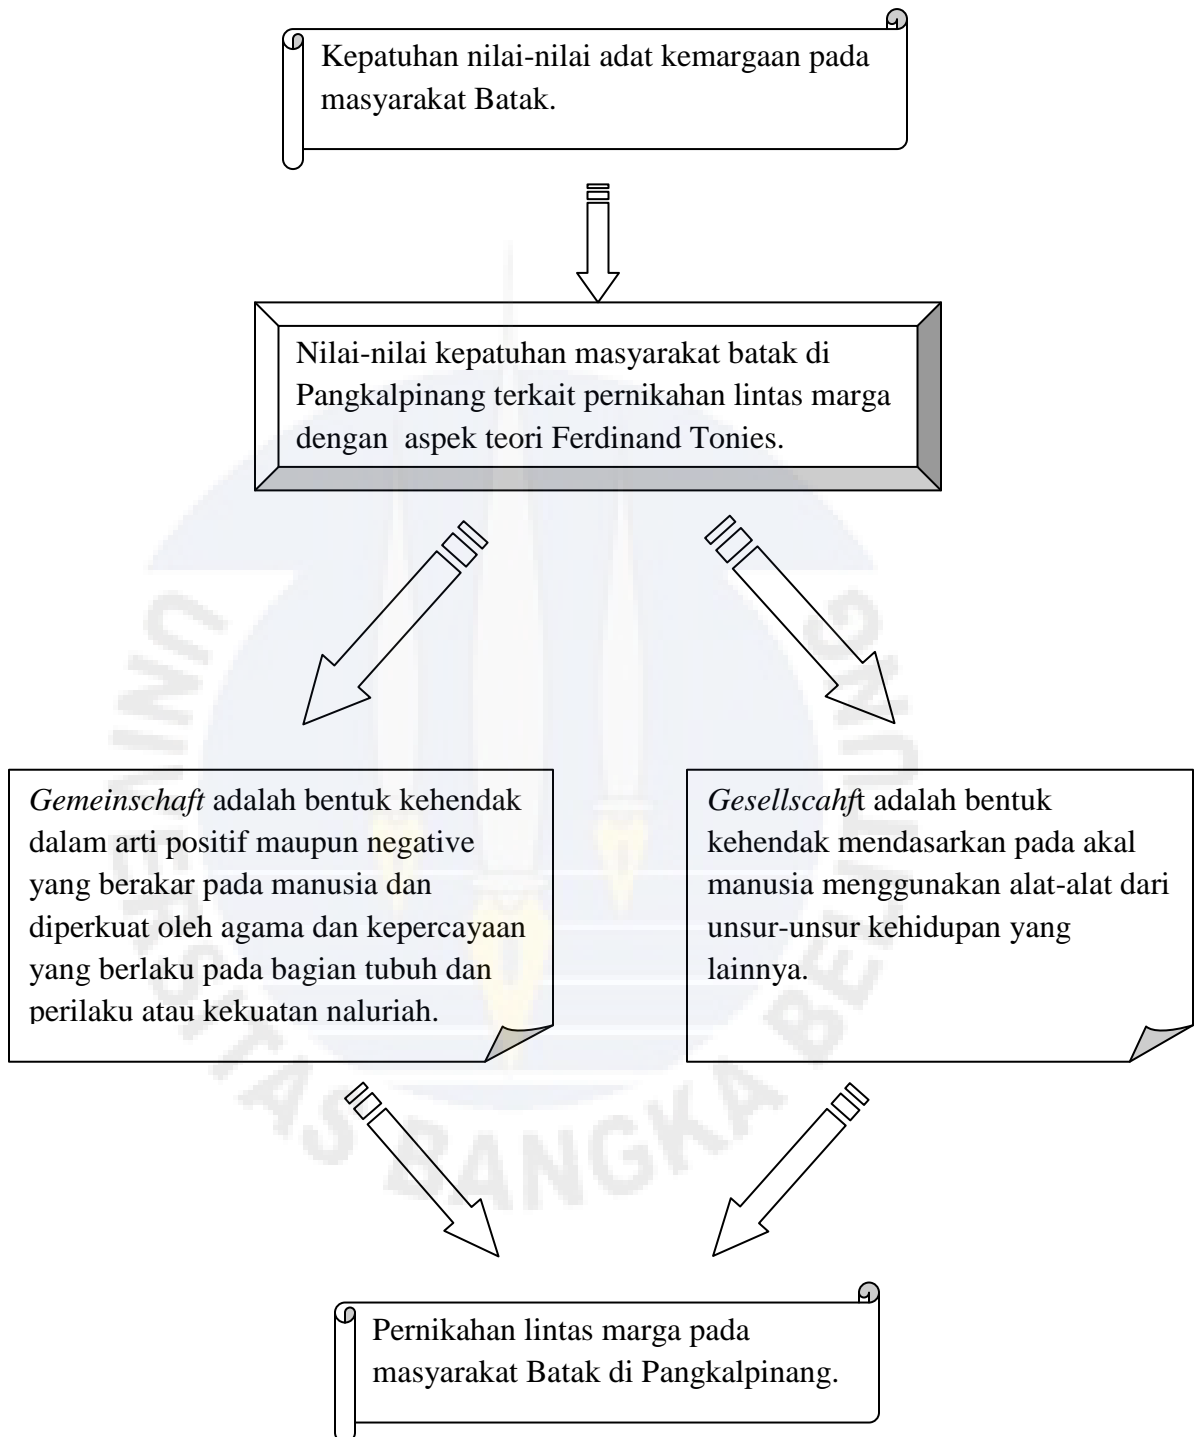 Kepatuhan nilai-nilai adat kemargaan pada
masyarakat Batak.
Nilai-nilai kepatuhan masyarakat batak di
Pangkalpinang terkait pernikahan lintas marga
dengan aspek teori Ferdinand Tonies.
Gemeinschaft adalah bentuk kehendak
dalam arti positif maupun negative
yang berakar pada manusia dan
diperkuat oleh agama dan kepercayaan
yang berlaku pada bagian tubuh dan
perilaku atau kekuatan naluriah.
Gesellscahft adalah bentuk
kehendak mendasarkan pada akal
manusia menggunakan alat-alat dari
unsur-unsur kehidupan yang
lainnya.
Pernikahan lintas marga pada
masyarakat Batak di Pangkalpinang.
UNIVERSITAS BANGKA BELITUNG